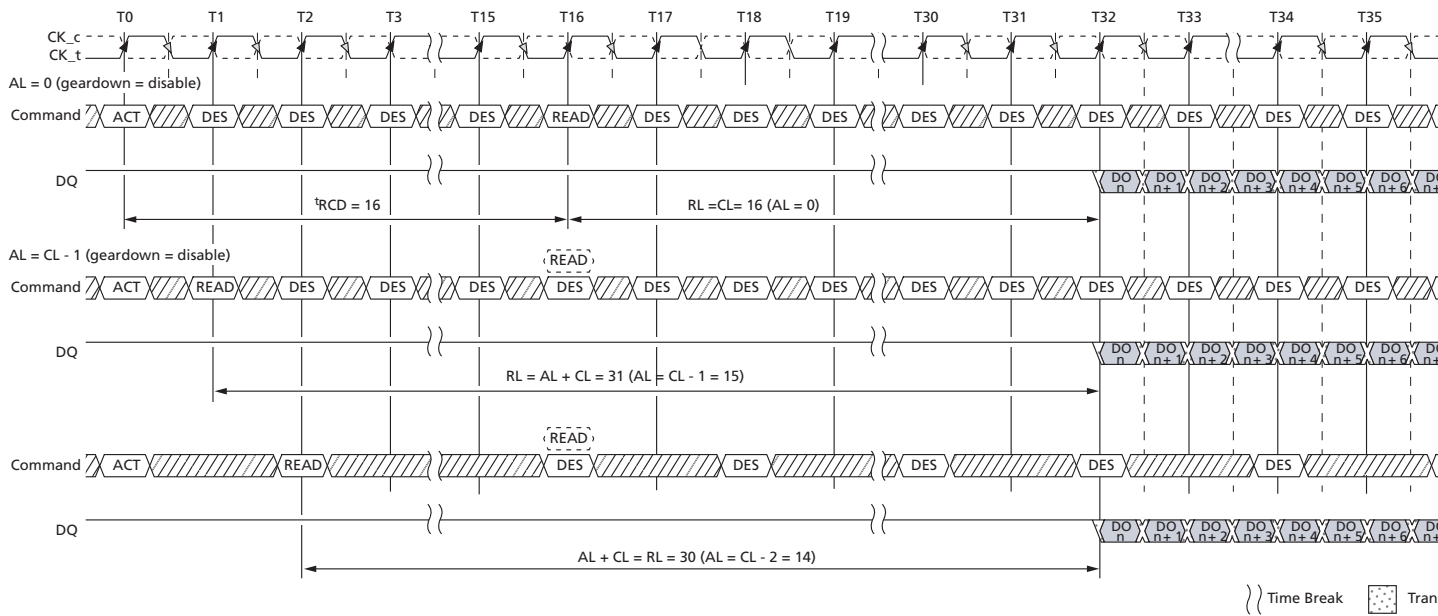 T0 T1 T2 T3 T15 T16 T17 T18 T19 T30 T31 T32 T33 T34 T35
CK_c
CK_t
AL = 0 (geardown = disable)
Command ACT DES DES DES DES READ DES DES DES DES DES DES DES DES DES
DQ DO n DO n + 1 DO n + 2 DO n + 3 DO n + 4 DO n + 5 DO n + 6
tRCD = 16 RL =CL= 16 (AL = 0)
AL = CL - 1 (geardown = disable)
READ
Command ACT READ DES DES DES DES DES DES DES DES DES DES DES DES DES
DQ DO n DO n + 1 DO n + 2 DO n + 3 DO n + 4 DO n + 5 DO n + 6
RL = AL + CL = 31 (AL = CL - 1 = 15)
READ
Command ACT READ DES DES DES DES DES
DQ DO n DO n + 1 DO n + 2 DO n + 3 DO n + 4 DO n + 5 DO n + 6
AL + CL = RL = 30 (AL = CL - 2 = 14)
Time Break Tran